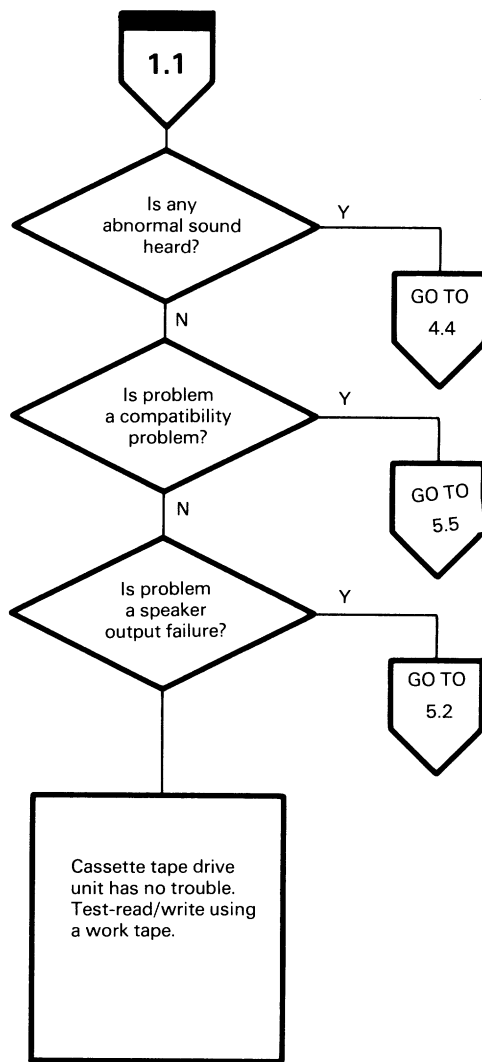 1.1
Is any
abnormal sound
heard?
Y
GO TO
4.4
N
Is problem
a compatibility
problem?
Y
GO TO
5.5
N
Is problem
a speaker
output failure?
Y
GO TO
5.2
Cassette tape drive
unit has no trouble.
Test-read/write using
a work tape.